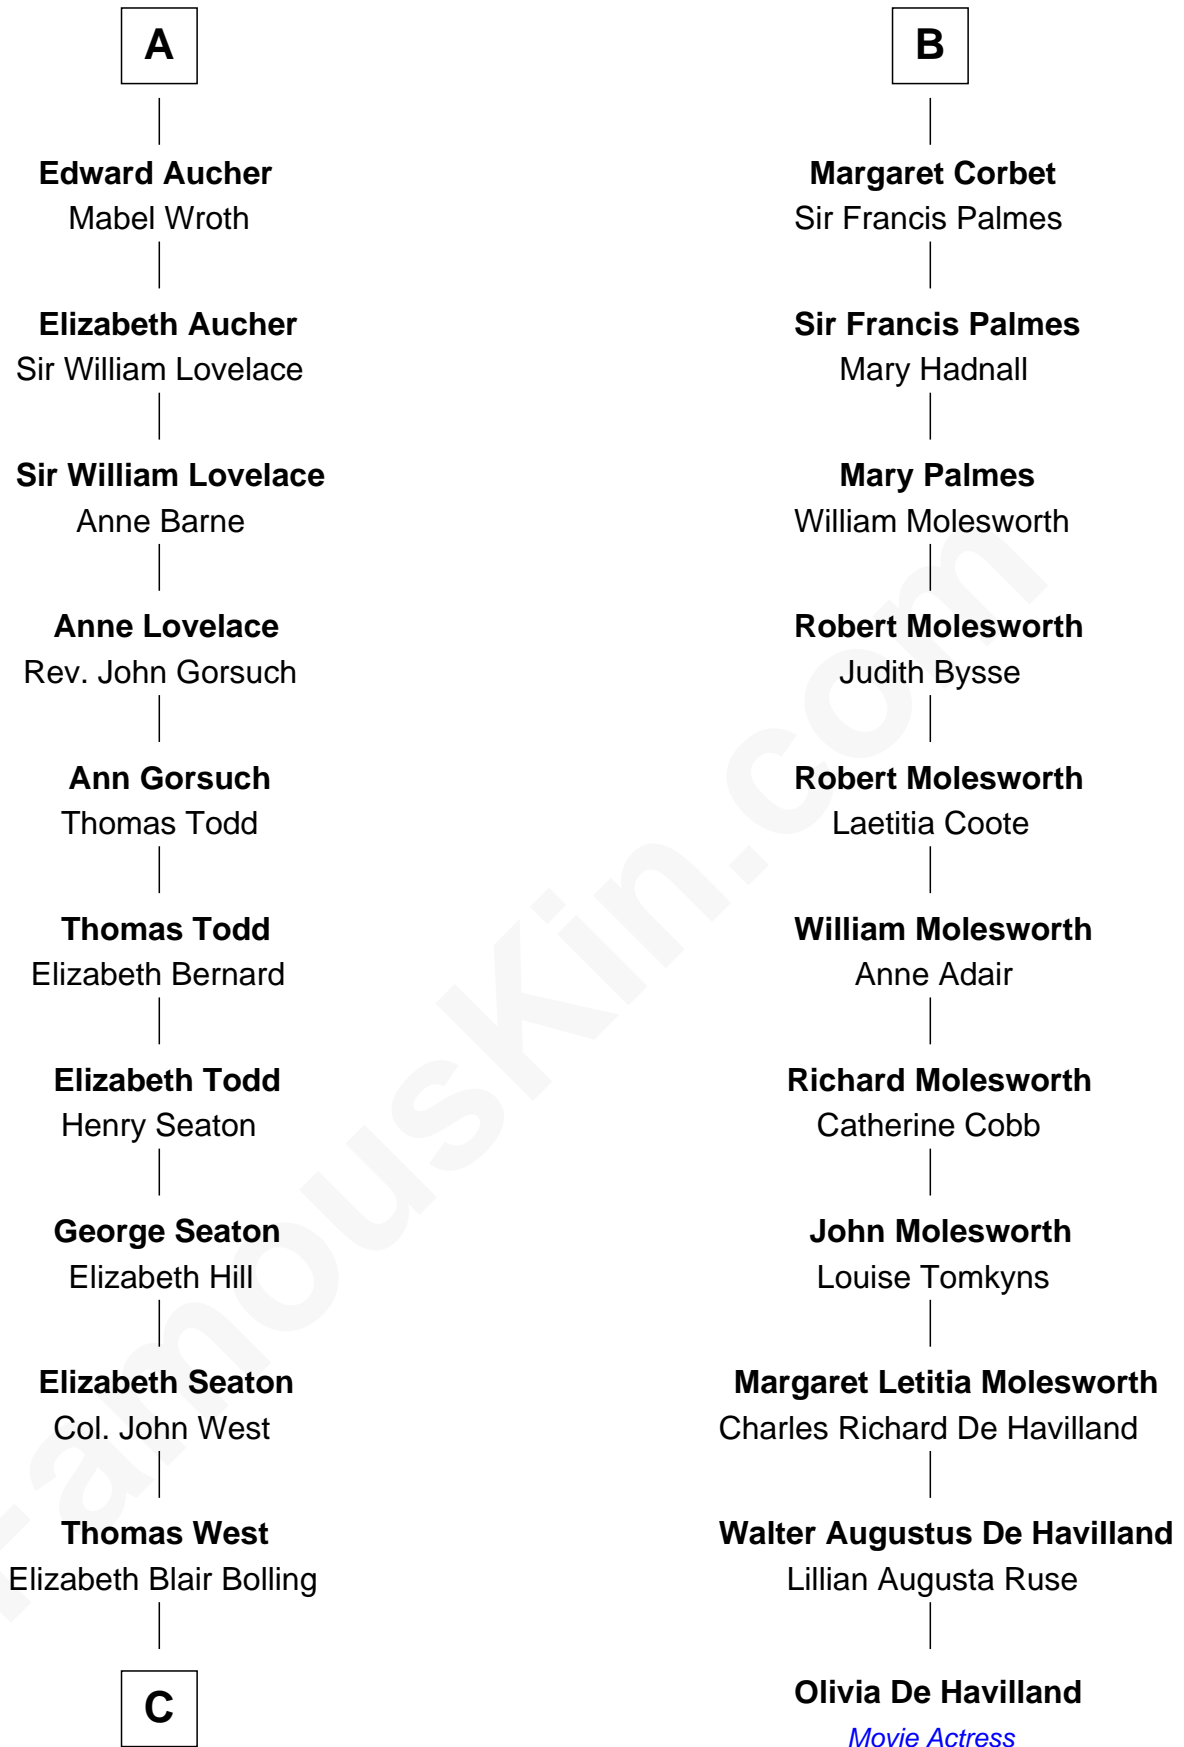 A
Edward Aucher
Mabel Wroth
Elizabeth Aucher
Sir William Lovelace
Sir William Lovelace
Anne Barne
Anne Lovelace
Rev. John Gorsuch
Ann Gorsuch
Thomas Todd
Thomas Todd
Elizabeth Bernard
Elizabeth Todd
Henry Seaton
George Seaton
Elizabeth Hill
Elizabeth Seaton
Col. John West
Thomas West
Elizabeth Blair Bolling
C
B
Margaret Corbet
Sir Francis Palmes
Sir Francis Palmes
Mary Hadnall
Mary Palmes
William Molesworth
Robert Molesworth
Judith Bysse
Robert Molesworth
Laetitia Coote
William Molesworth
Anne Adair
Richard Molesworth
Catherine Cobb
John Molesworth
Louise Tomkyns
Margaret Letitia Molesworth
Charles Richard De Havilland
Walter Augustus De Havilland
Lillian Augusta Ruse
Olivia De Havilland
Movie Actress
FamousKin.com